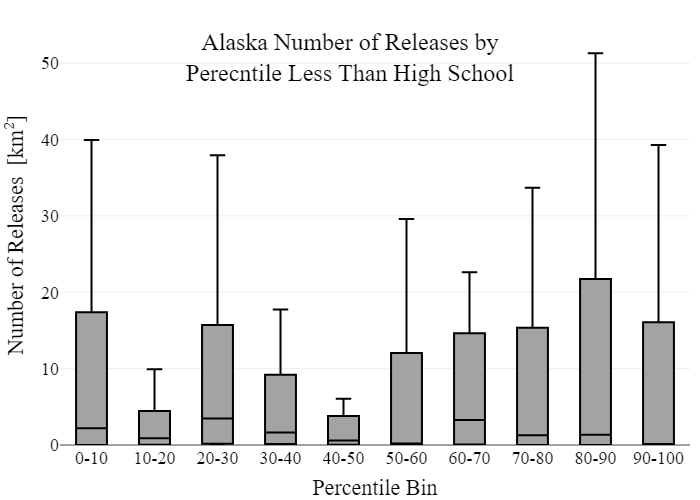 Alaska Number of Releases by
Perecntile Less Than High School
Number of Releases [km²]
50
40
30
20
10
0
0-10 10-20 20-30 30-40 40-50 50-60 60-70 70-80 80-90 90-100
Percentile Bin